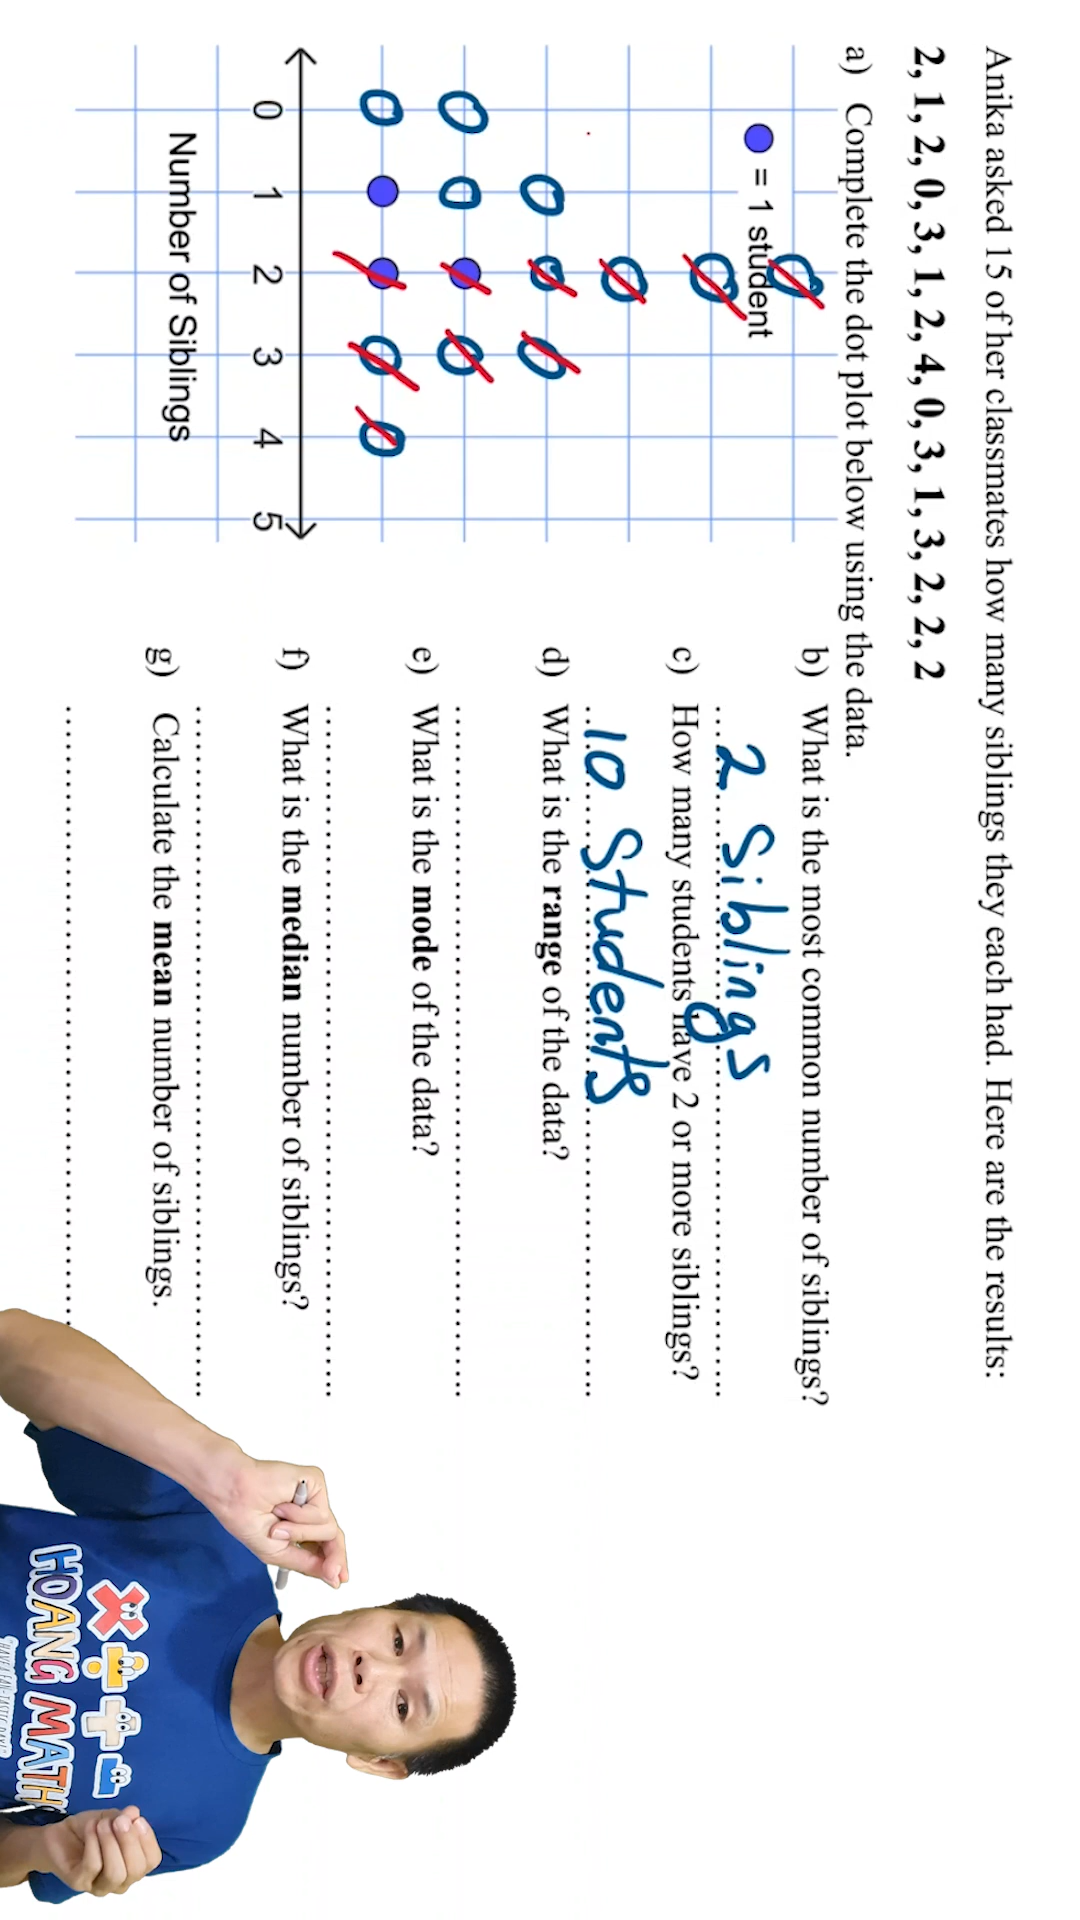 Anika asked 15 of her classmates how many siblings they each had. Here are the results:
2, 1, 2, 0, 3, 1, 2, 4, 0, 3, 1, 3, 2, 2, 2
a) Complete the dot plot below using the data.
= 1 student
0 1 2 3 4 5
Number of Siblings
b) What is the most common number of siblings?
2 Siblings
c) How many students have 2 or more siblings?
10 Students
d) What is the range of the data?
e) What is the mode of the data?
f) What is the median number of siblings?
g) Calculate the mean number of siblings.
HOANG MATH